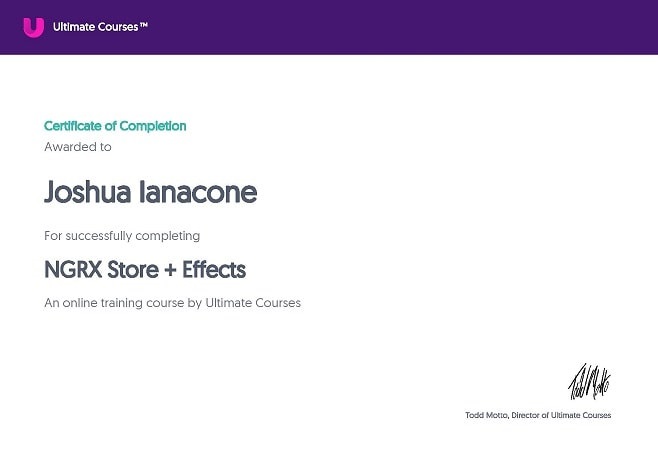 Ultimate Courses™
Certificate of Completion
Awarded to
Joshua Ianacone
For successfully completing
NGRX Store + Effects
An online training course by Ultimate Courses
Todd Motto
Todd Motto, Director of Ultimate Courses